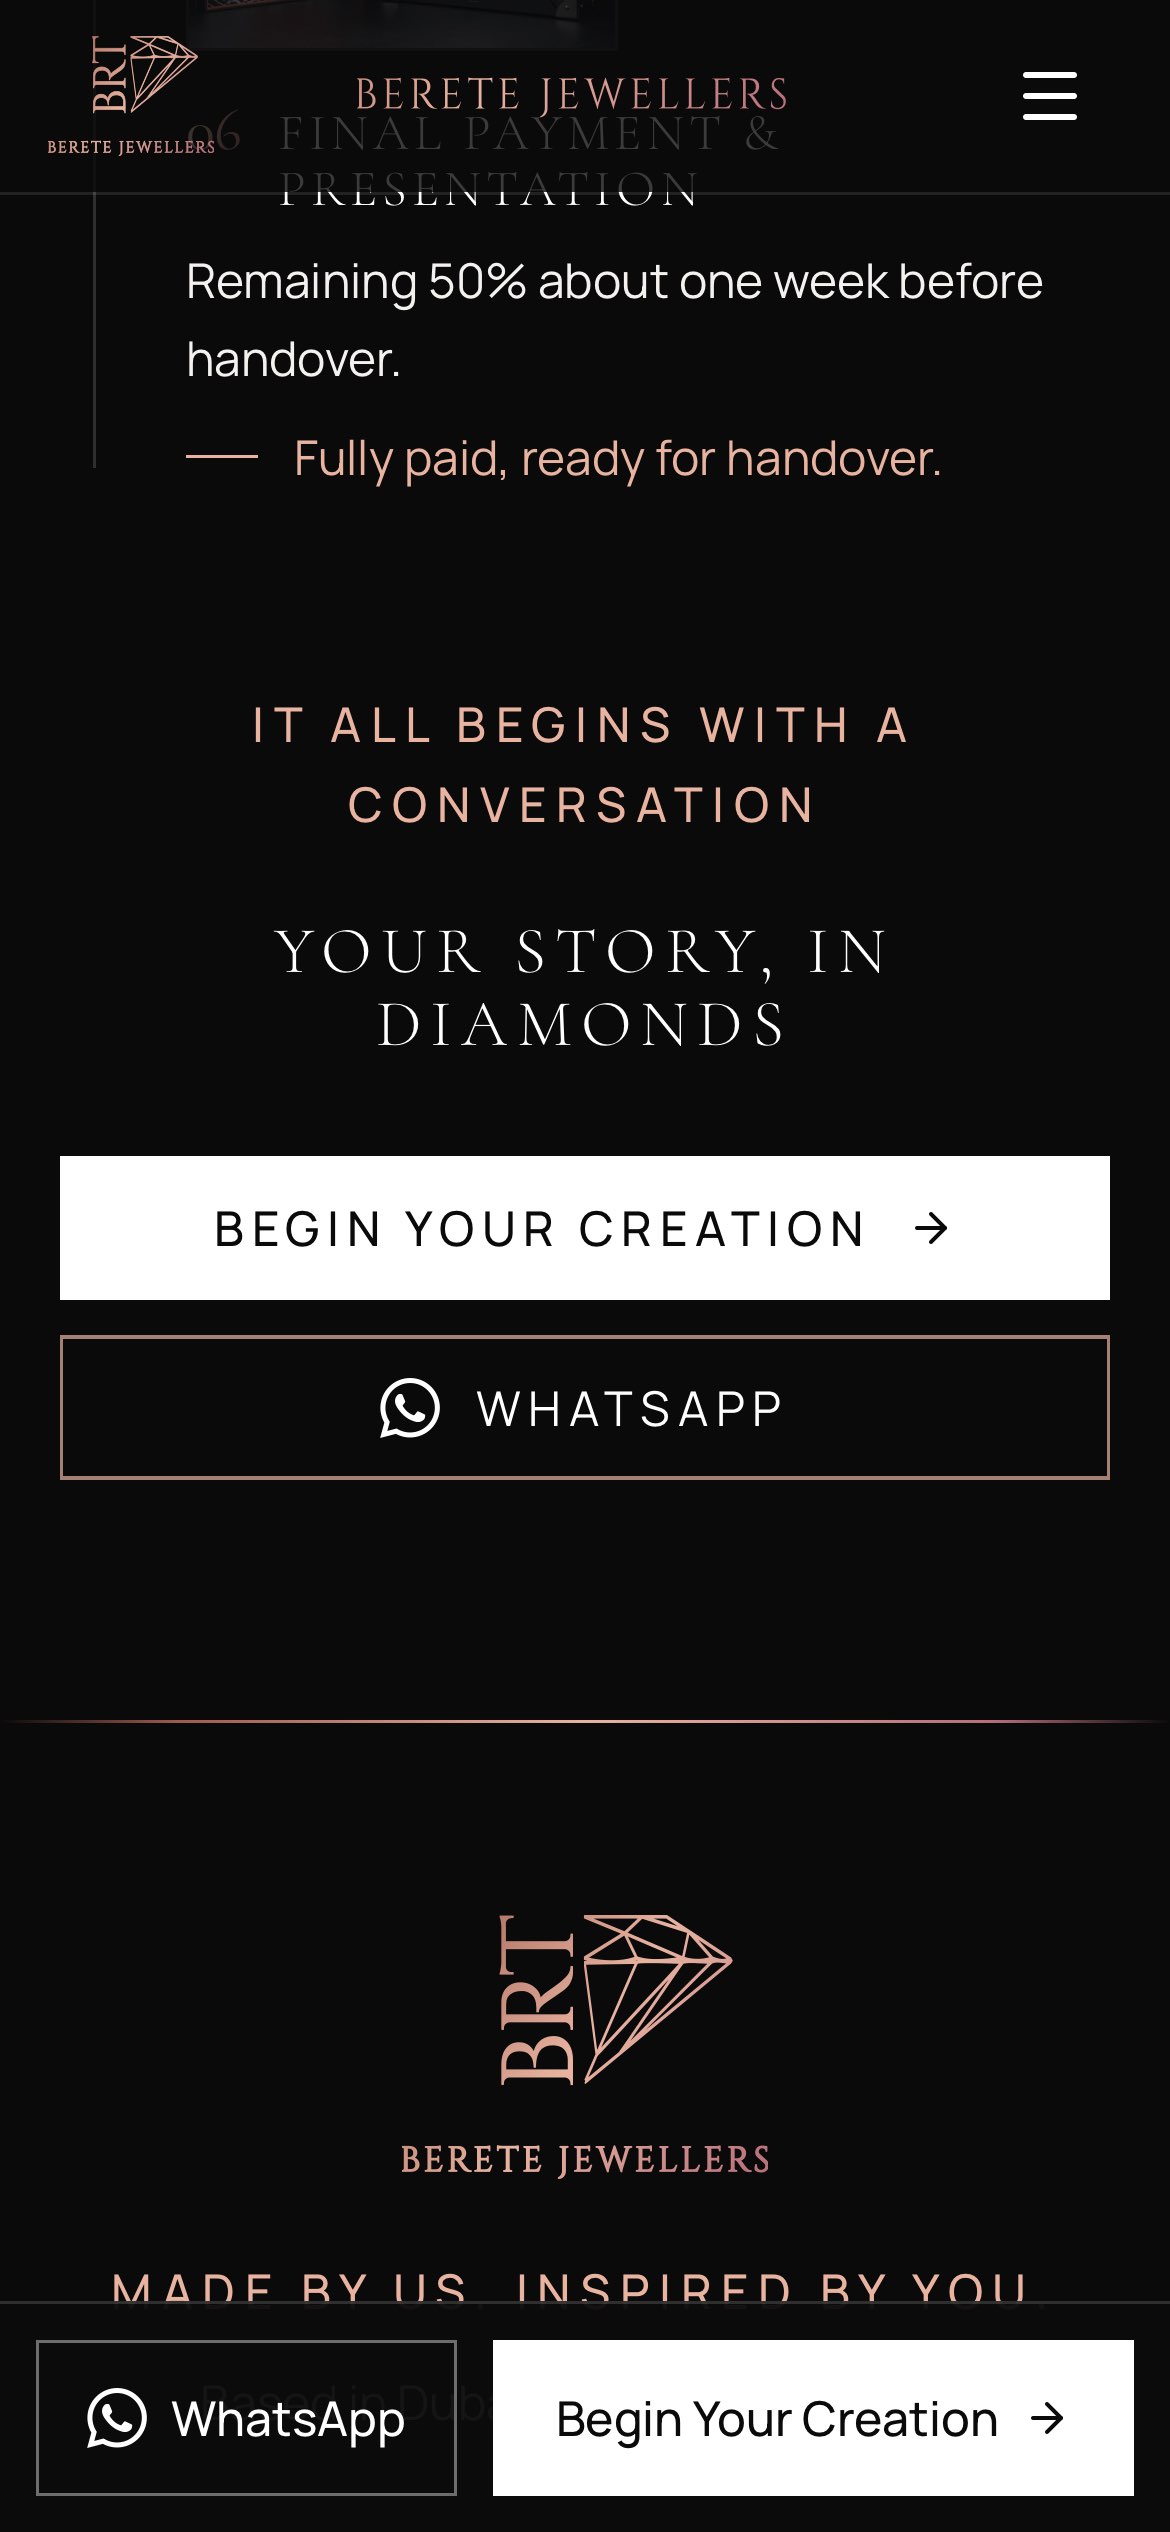 BRT
BERETE JEWELLERS
BERETE JEWELLERS
06 FINAL PAYMENT &
PRESENTATION
Remaining 50% about one week before
handover.
Fully paid, ready for handover.
IT ALL BEGINS WITH A
CONVERSATION
YOUR STORY, IN
DIAMONDS
BEGIN YOUR CREATION
WHATSAPP
BRT
BERETE JEWELLERS
MADE BY US. INSPIRED BY YOU.
Based in
WhatsApp
Begin Your Creation